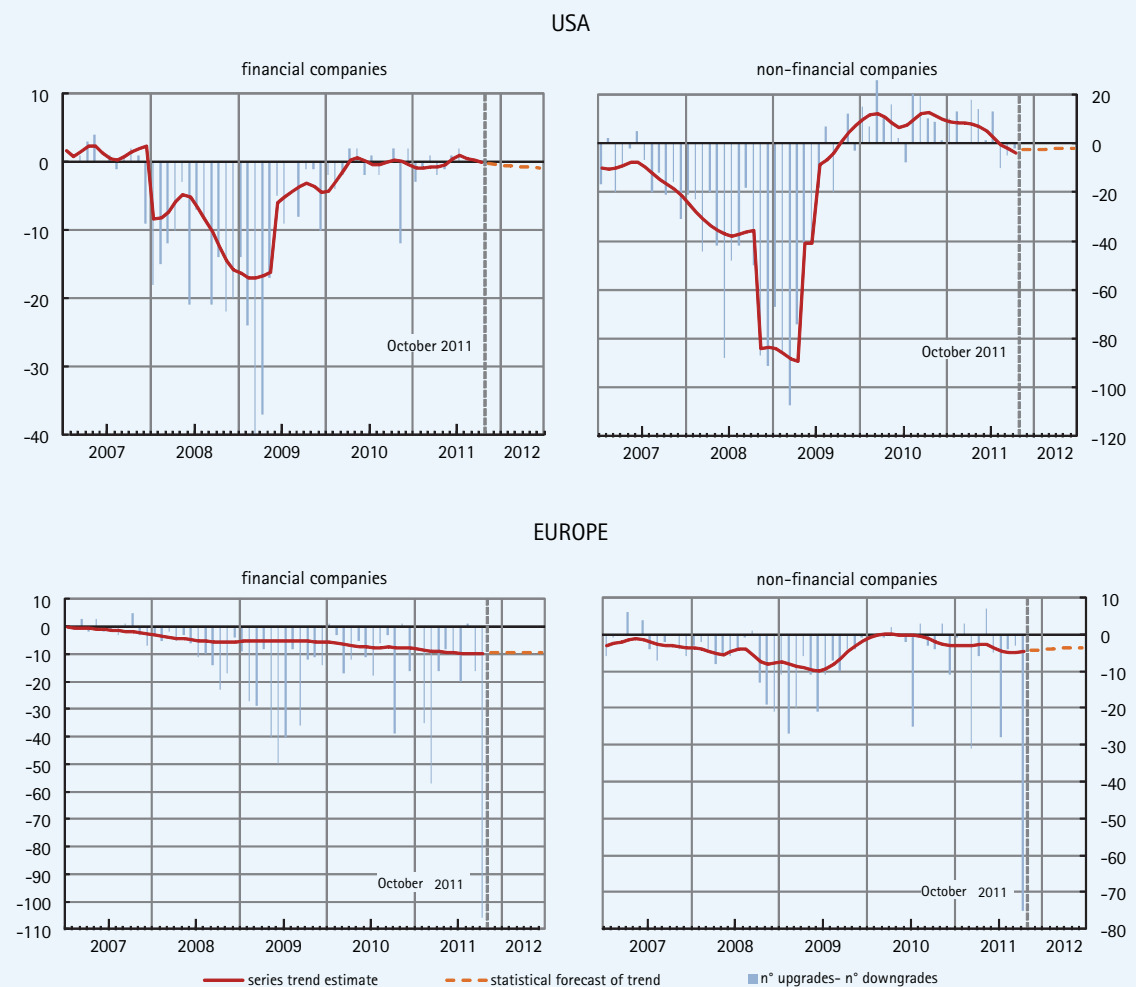 USA
financial companies
10
0
-10
-20
-30
-40
October 2011
2007 2008 2009 2010 2011 2012
non-financial companies
20
0
-20
-40
-60
-80
-100
-120
October 2011
2007 2008 2009 2010 2011 2012
EUROPE
financial companies
10
0
-10
-20
-30
-40
-50
-60
-70
-80
-90
-100
-110
October 2011
2007 2008 2009 2010 2011 2012
non-financial companies
10
0
-10
-20
-30
-40
-50
-60
-70
-80
October 2011
2007 2008 2009 2010 2011 2012
series trend estimate statistical forecast of trend n° upgrades- n° downgrades